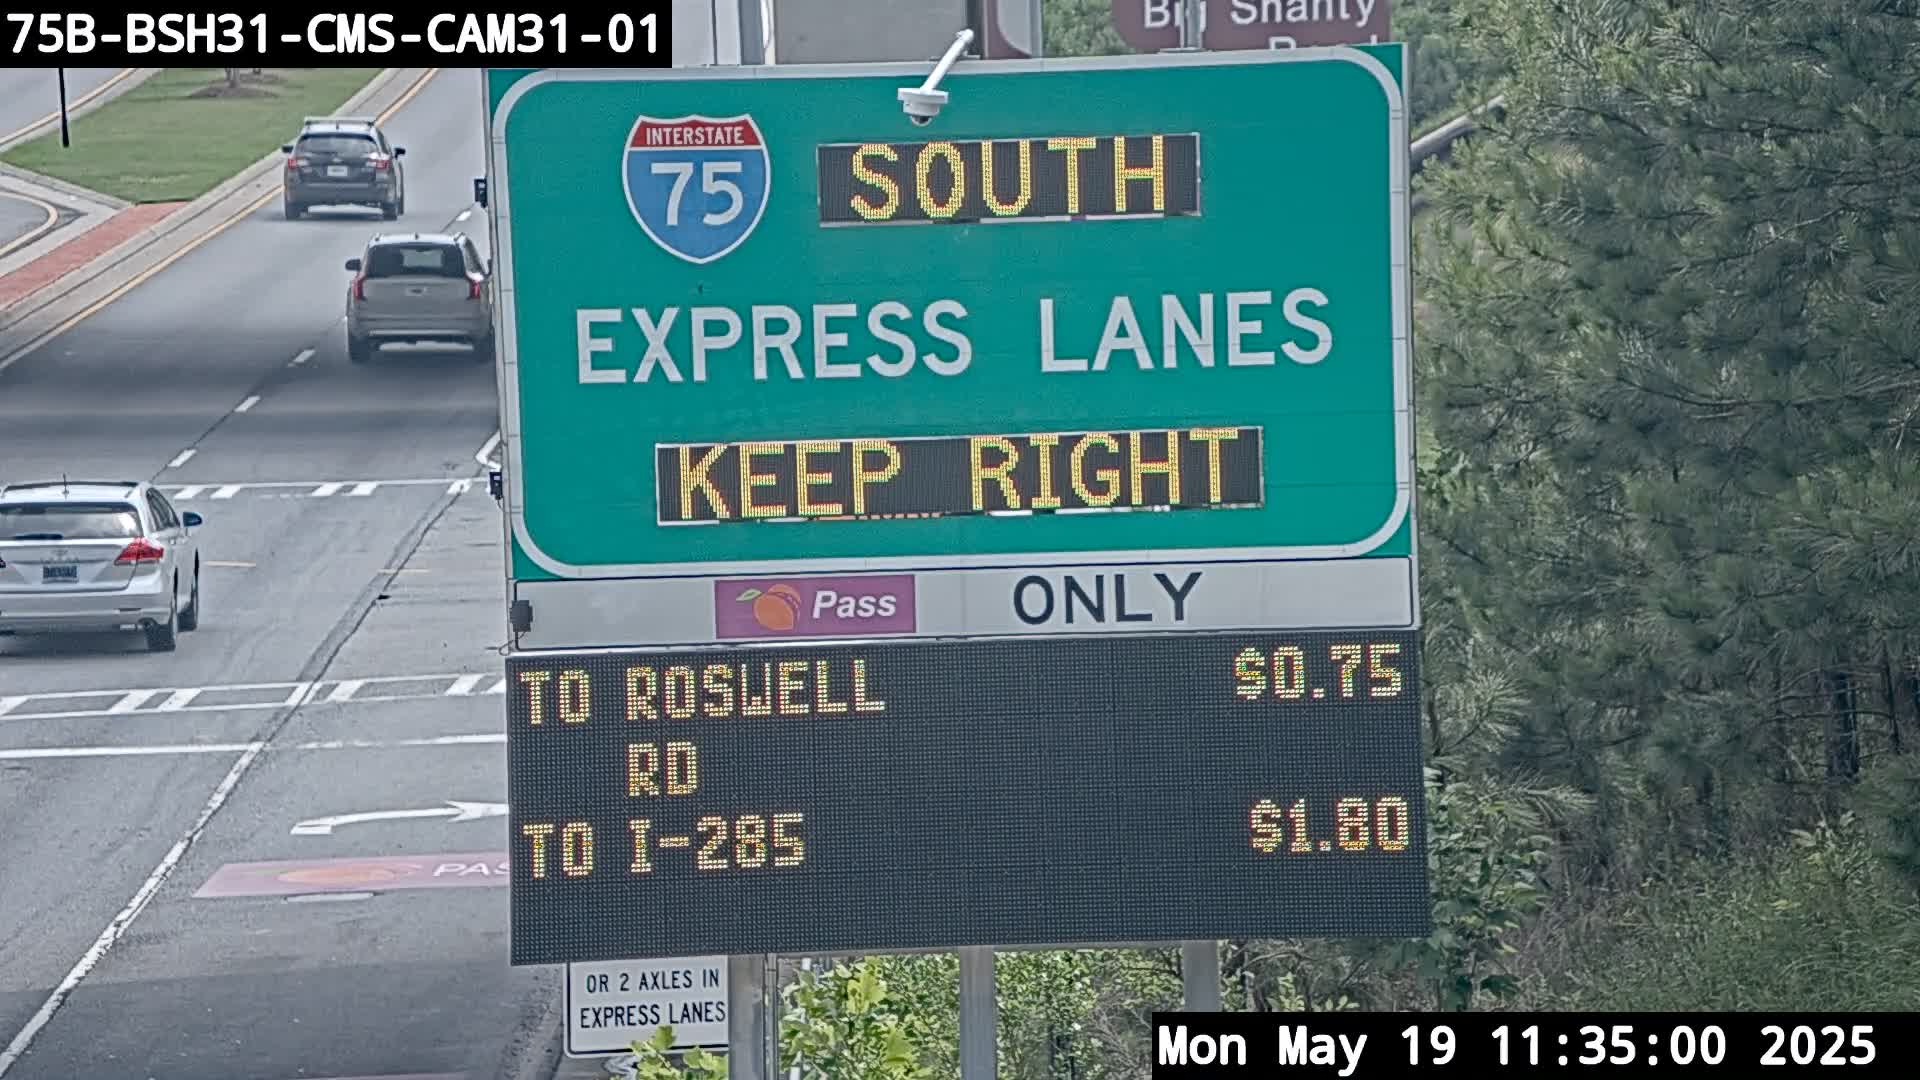 75B-BSH31-CMS-CAM31-01
Big Shanty
Road
INTERSTATE
75
SOUTH
EXPRESS LANES
KEEP RIGHT
Pass ONLY
TO ROSWELL $0.75
RD
TO I-285 $1.80
PAS
OR 2 AXLES IN
EXPRESS LANES
Mon May 19 11:35:00 2025